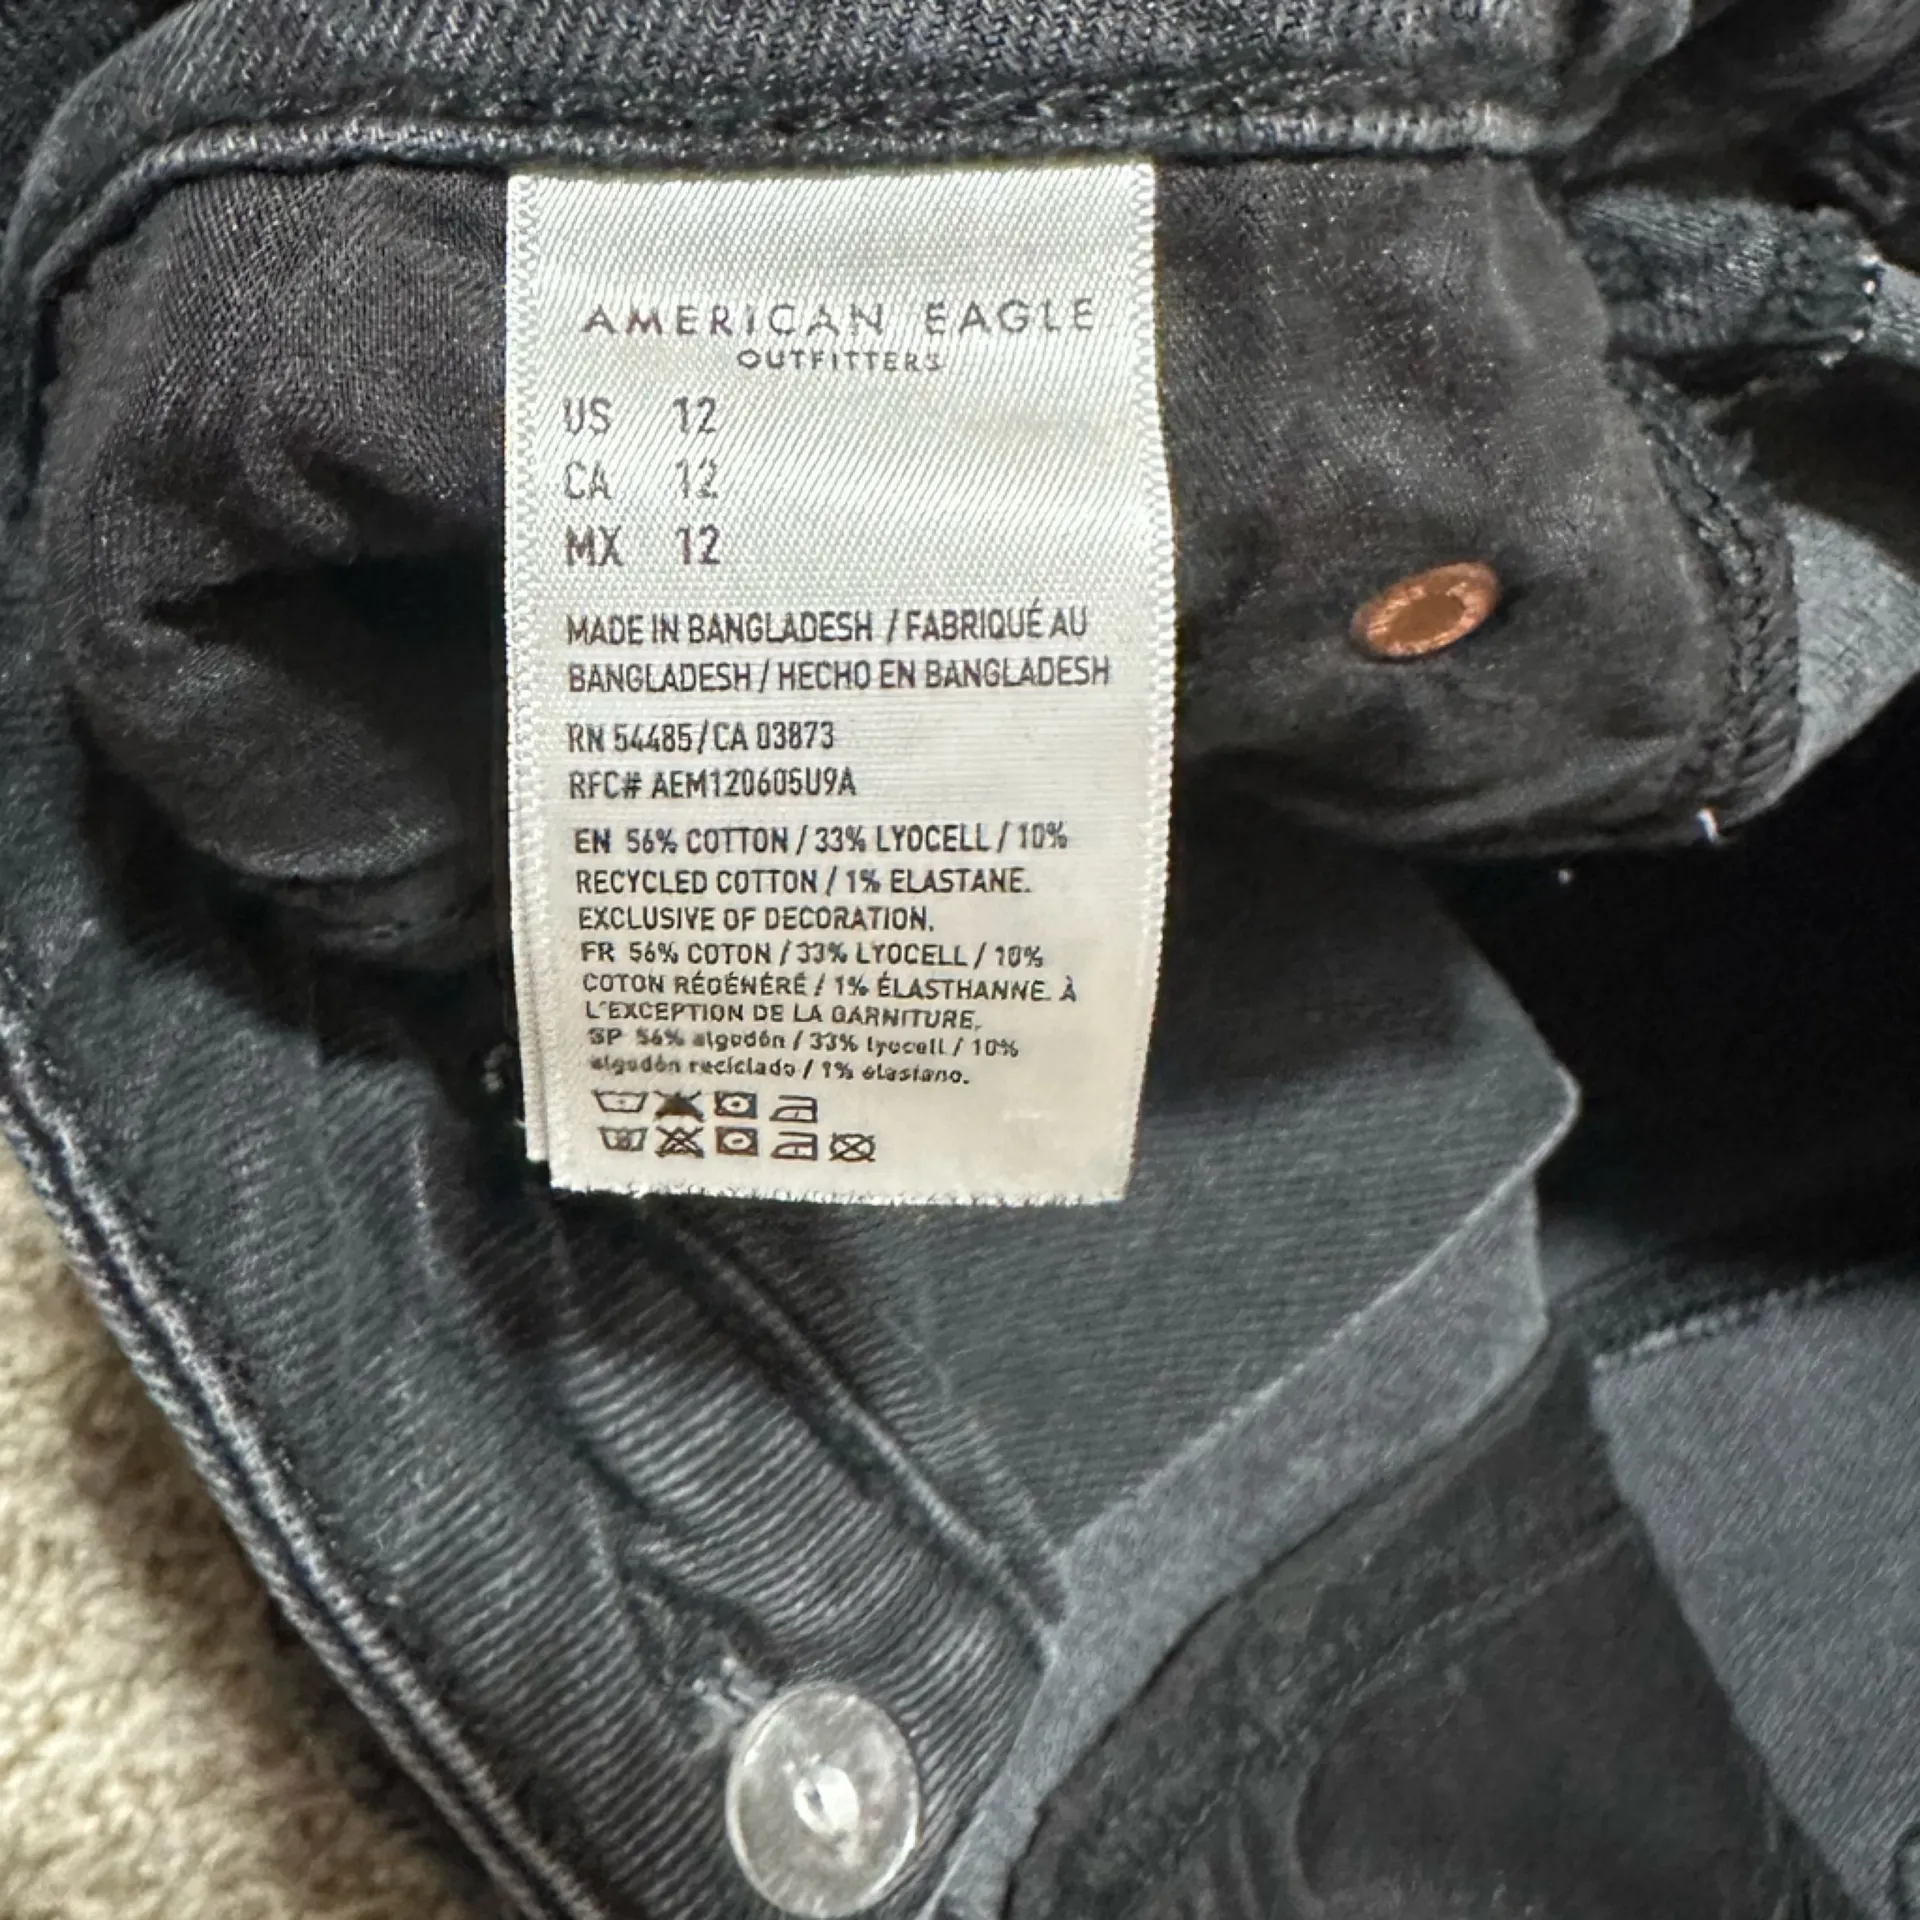 AMERICAN EAGLE
OUTFITTERS
US 12
CA 12
MX 12
MADE IN BANGLADESH / FABRIQUÉ AU
BANGLADESH / HECHO EN BANGLADESH
RN 54485/CA 03873
RFC# AEM120605U9A
EN 56% COTTON / 33% LYOCELL / 10%
RECYCLED COTTON / 1% ELASTANE.
EXCLUSIVE OF DECORATION.
FR 56% COTON / 33% LYOCELL / 10%
COTON RÉGÉNÉRÉ / 1% ÉLASTHANNE. À
L'EXCEPTION DE LA GARNITURE.
SP 56% algodón / 33% lyocell / 10%
algodón reciclado / 1% elastano.